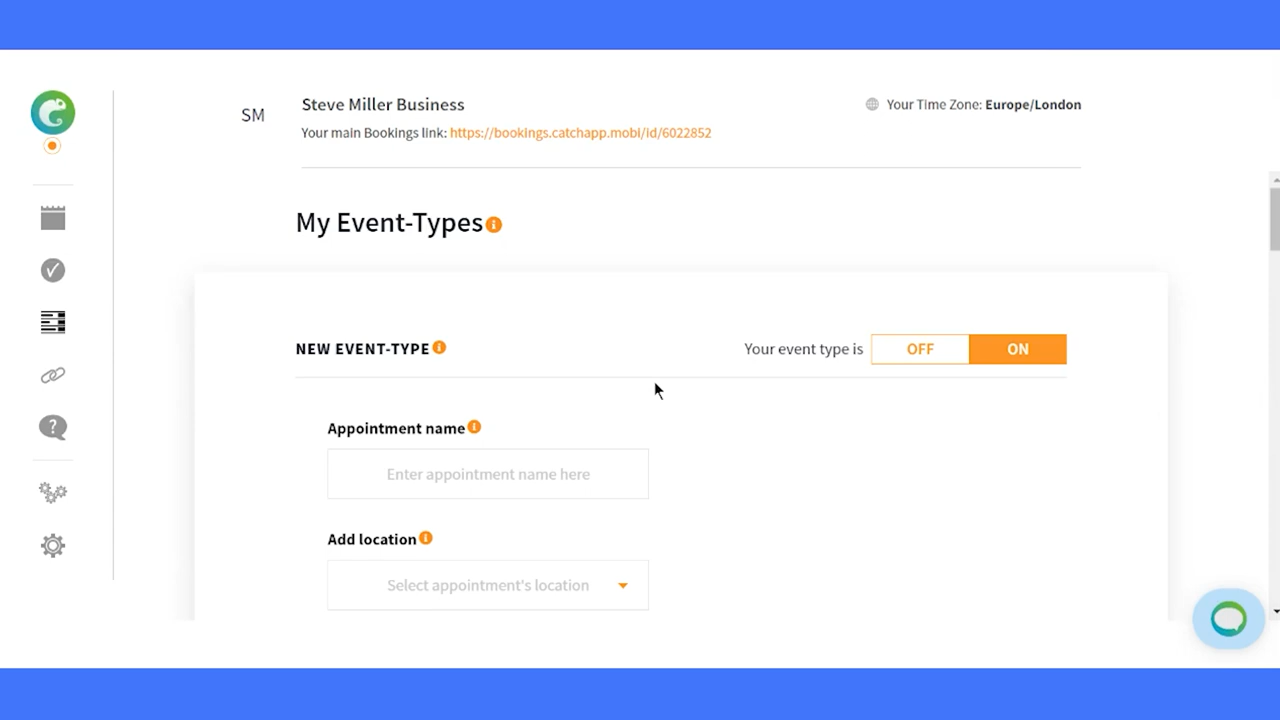 SM
Steve Miller Business
Your Time Zone: Europe/London
Your main Bookings link: https://bookings.catchapp.mobi/id/6022852
My Event-Types
NEW EVENT-TYPE
Your event type is OFF ON
Appointment name
Enter appointment name here
Add location
Select appointment's location